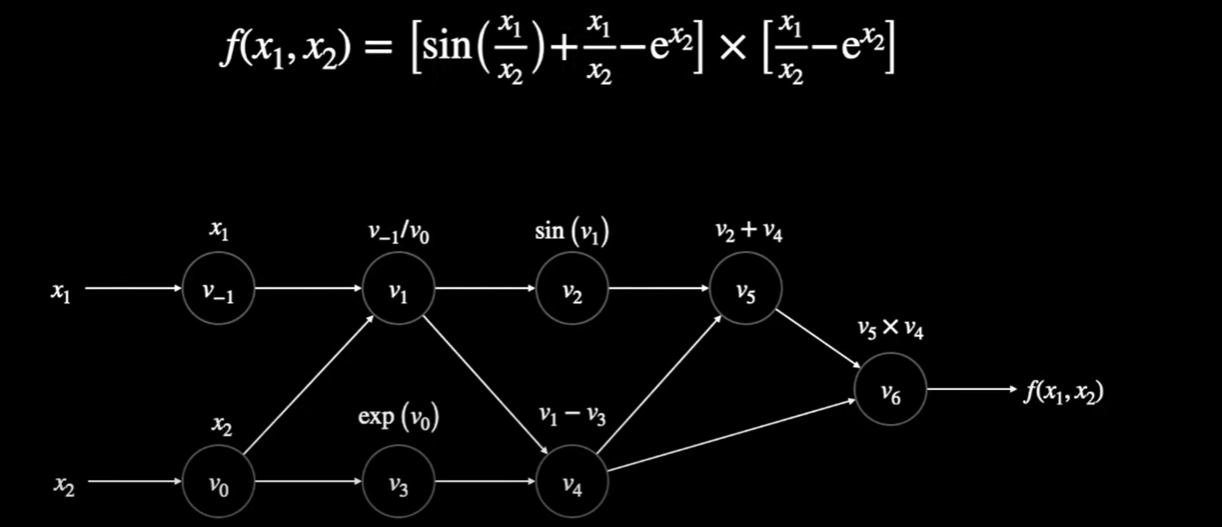 f(x₁, x₂) = [sin(x₁/x₂) + x₁/x₂ − e^x₂] × [x₁/x₂ − e^x₂]
x₁ v₋₁/v₀ sin (v₁) v₂ + v₄
x₁ v₋₁ v₁ v₂ v₅
v₅ × v₄
v₆ f(x₁, x₂)
x₂ exp (v₀) v₁ − v₃
x₂ v₀ v₃ v₄